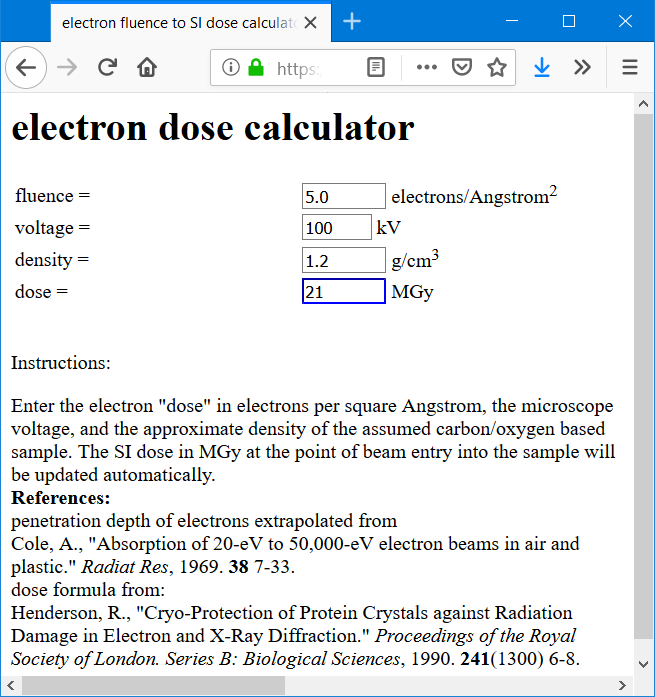 electron fluence to SI dose calculat
https:
electron dose calculator
fluence = 5.0 electrons/Angstrom²
voltage = 100 kV
density = 1.2 g/cm³
dose = 21 MGy
Instructions:
Enter the electron "dose" in electrons per square Angstrom, the microscope
voltage, and the approximate density of the assumed carbon/oxygen based
sample. The SI dose in MGy at the point of beam entry into the sample will
be updated automatically.
References:
penetration depth of electrons extrapolated from
Cole, A., "Absorption of 20-eV to 50,000-eV electron beams in air and
plastic." Radiat Res, 1969. 38 7-33.
dose formula from:
Henderson, R., "Cryo-Protection of Protein Crystals against Radiation
Damage in Electron and X-Ray Diffraction." Proceedings of the Royal
Society of London. Series B: Biological Sciences, 1990. 241(1300) 6-8.